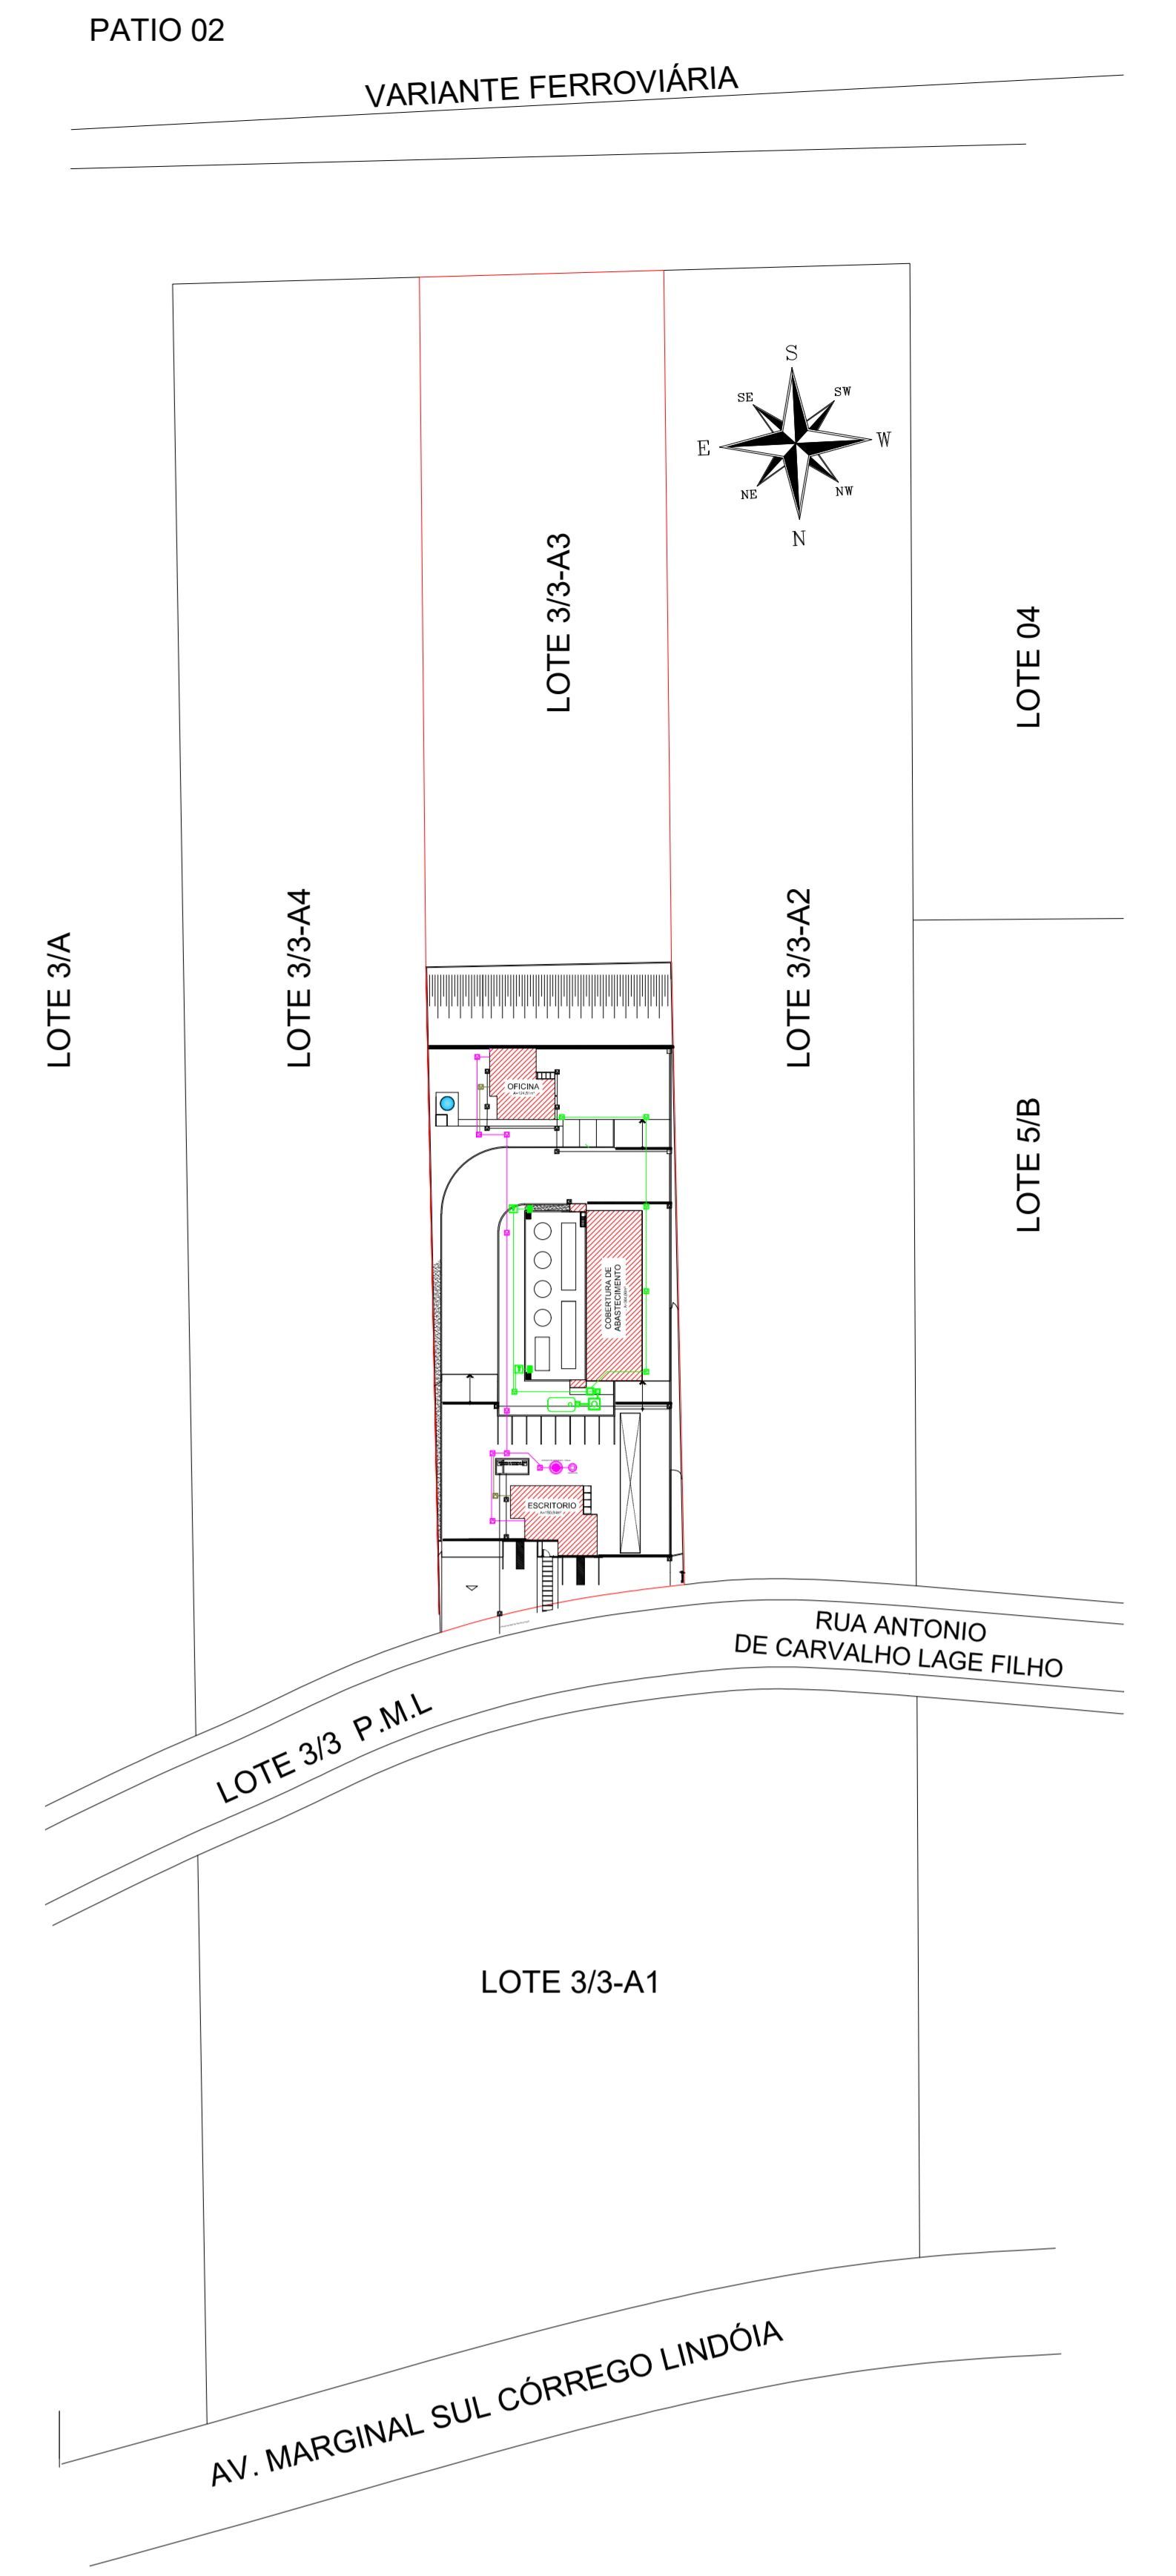 PATIO 02
VARIANTE FERROVIÁRIA
S
SE
SW
E
W
NE
NW
N
LOTE 3/3-A3
LOTE 04
LOTE 3/A
LOTE 3/3-A4
LOTE 3/3-A2
LOTE 5/B
OFICINA
COBERTURA DE
ABASTECIMENTO
ESCRITORIO
RUA ANTONIO
DE CARVALHO LAGE FILHO
LOTE 3/3 P.M.L
LOTE 3/3-A1
AV. MARGINAL SUL CÓRREGO LINDÓIA